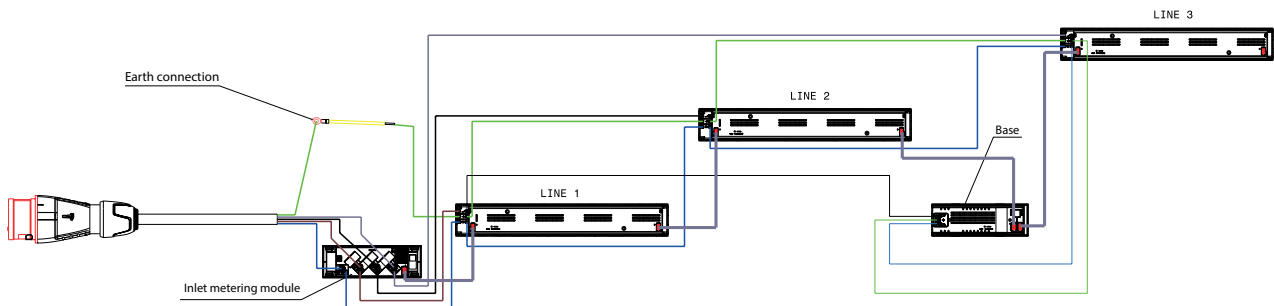 LINE 3
Earth connection
LINE 2
Base
LINE 1
Inlet metering module